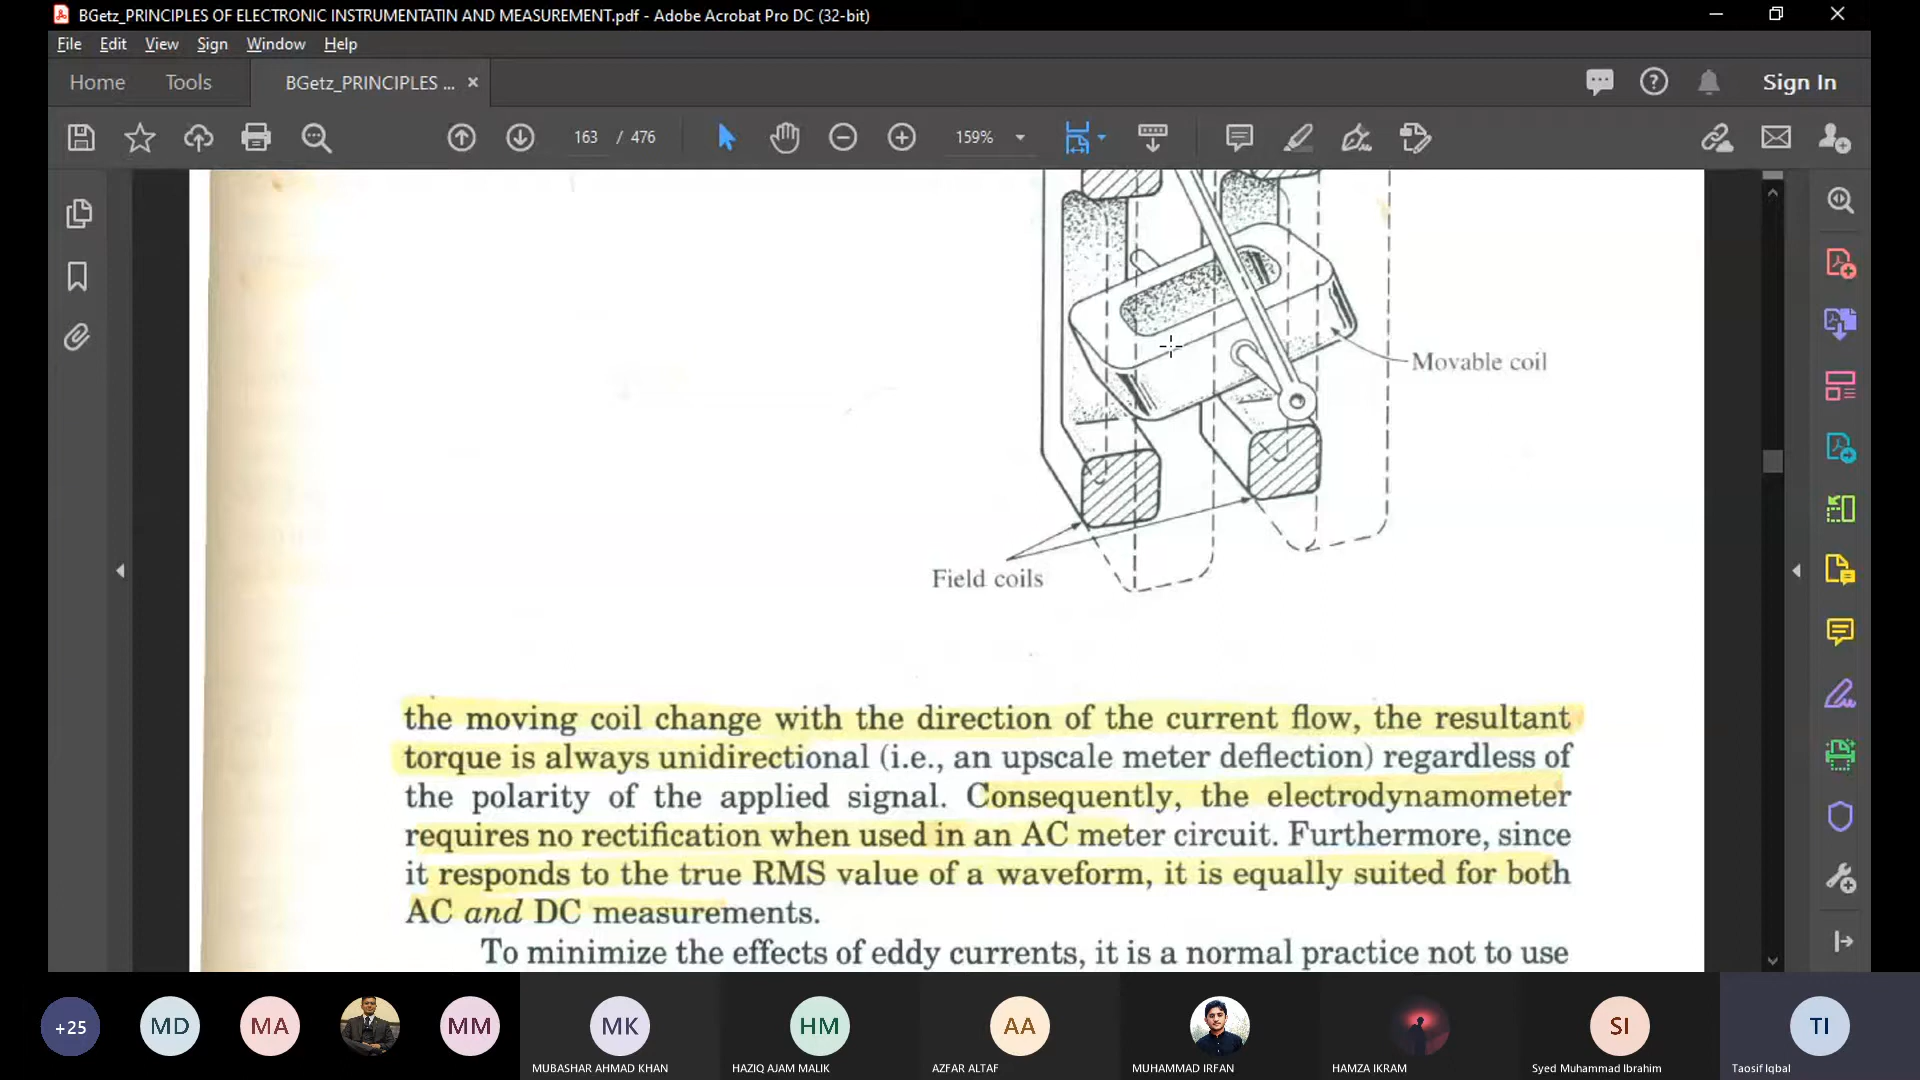 BGetz_PRINCIPLES OF ELECTRONIC INSTRUMENTATIN AND MEASUREMENT.pdf - Adobe Acrobat Pro DC (32-bit)
File Edit View Sign Window Help
Home Tools BGetz_PRINCIPLES ... × Sign In
163 / 476 159%
Movable coil
Field coils
the moving coil change with the direction of the current flow, the resultant
torque is always unidirectional (i.e., an upscale meter deflection) regardless of
the polarity of the applied signal. Consequently, the electrodynamometer
requires no rectification when used in an AC meter circuit. Furthermore, since
it responds to the true RMS value of a waveform, it is equally suited for both
AC and DC measurements.
To minimize the effects of eddy currents, it is a normal practice not to use
+25 MD MA MM MK HM AA SI TI
MUBASHAR AHMAD KHAN HAZIQ AJAM MALIK AZFAR ALTAF MUHAMMAD IRFAN HAMZA IKRAM Syed Muhammad Ibrahim Taosif Iqbal